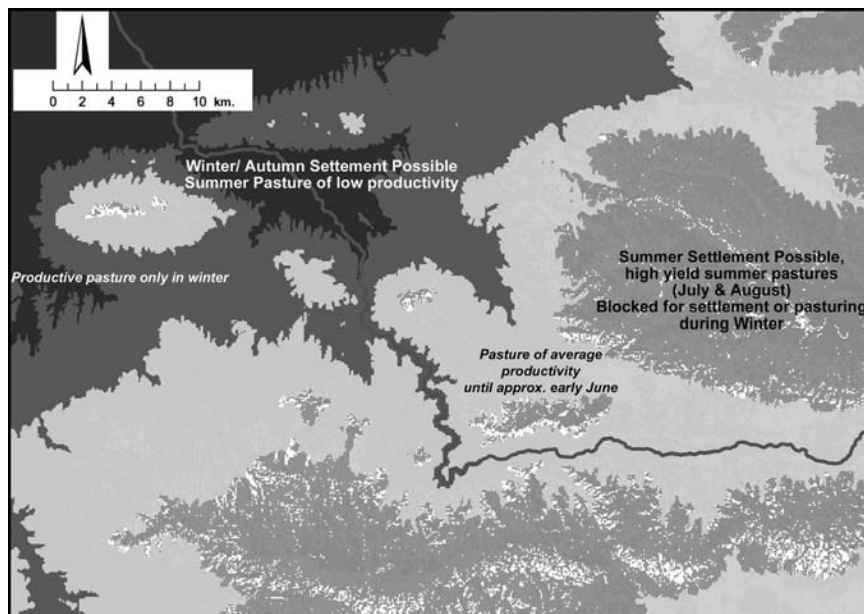 0 2 4 6 8 10 km.
Winter/ Autumn Settement Possible
Summer Pasture of low productivity
Productive pasture only in winter
Summer Settlement Possible,
high yield summer pastures
(July & August)
Blocked for settlement or pasturing
during Winter
Pasture of average
productivity
until approx. early June